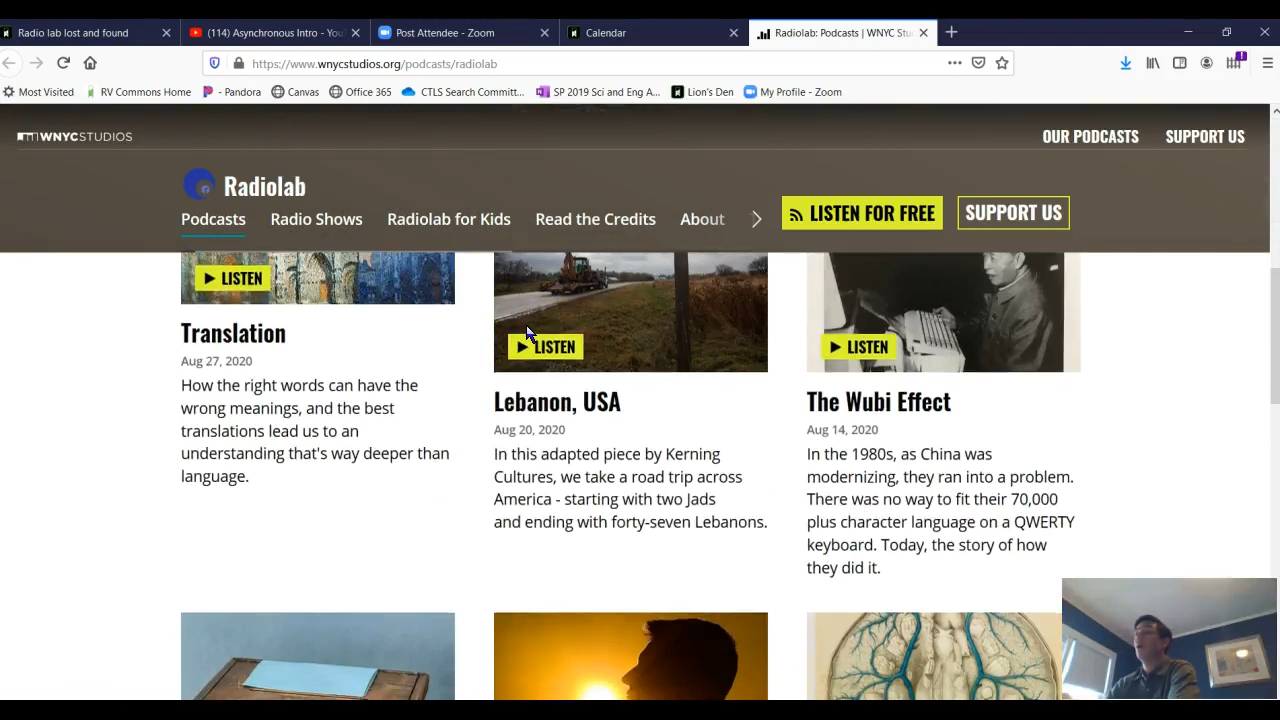 Radio lab lost and found
(114) Asynchronous Intro - You
Post Attendee - Zoom
Calendar
Radiolab: Podcasts | WNYC Stu
https://www.wnycstudios.org/podcasts/radiolab
Most Visited
RV Commons Home
- Pandora
Canvas
Office 365
CTLS Search Committ...
SP 2019 Sci and Eng A...
Lion's Den
My Profile - Zoom
WNYCSTUDIOS
OUR PODCASTS
SUPPORT US
Radiolab
Podcasts
Radio Shows
Radiolab for Kids
Read the Credits
About
LISTEN FOR FREE
SUPPORT US
LISTEN
Translation
Aug 27, 2020
How the right words can have the
wrong meanings, and the best
translations lead us to an
understanding that's way deeper than
language.
LISTEN
Lebanon, USA
Aug 20, 2020
In this adapted piece by Kerning
Cultures, we take a road trip across
America - starting with two Jads
and ending with forty-seven Lebanons.
LISTEN
The Wubi Effect
Aug 14, 2020
In the 1980s, as China was
modernizing, they ran into a problem.
There was no way to fit their 70,000
plus character language on a QWERTY
keyboard. Today, the story of how
they did it.